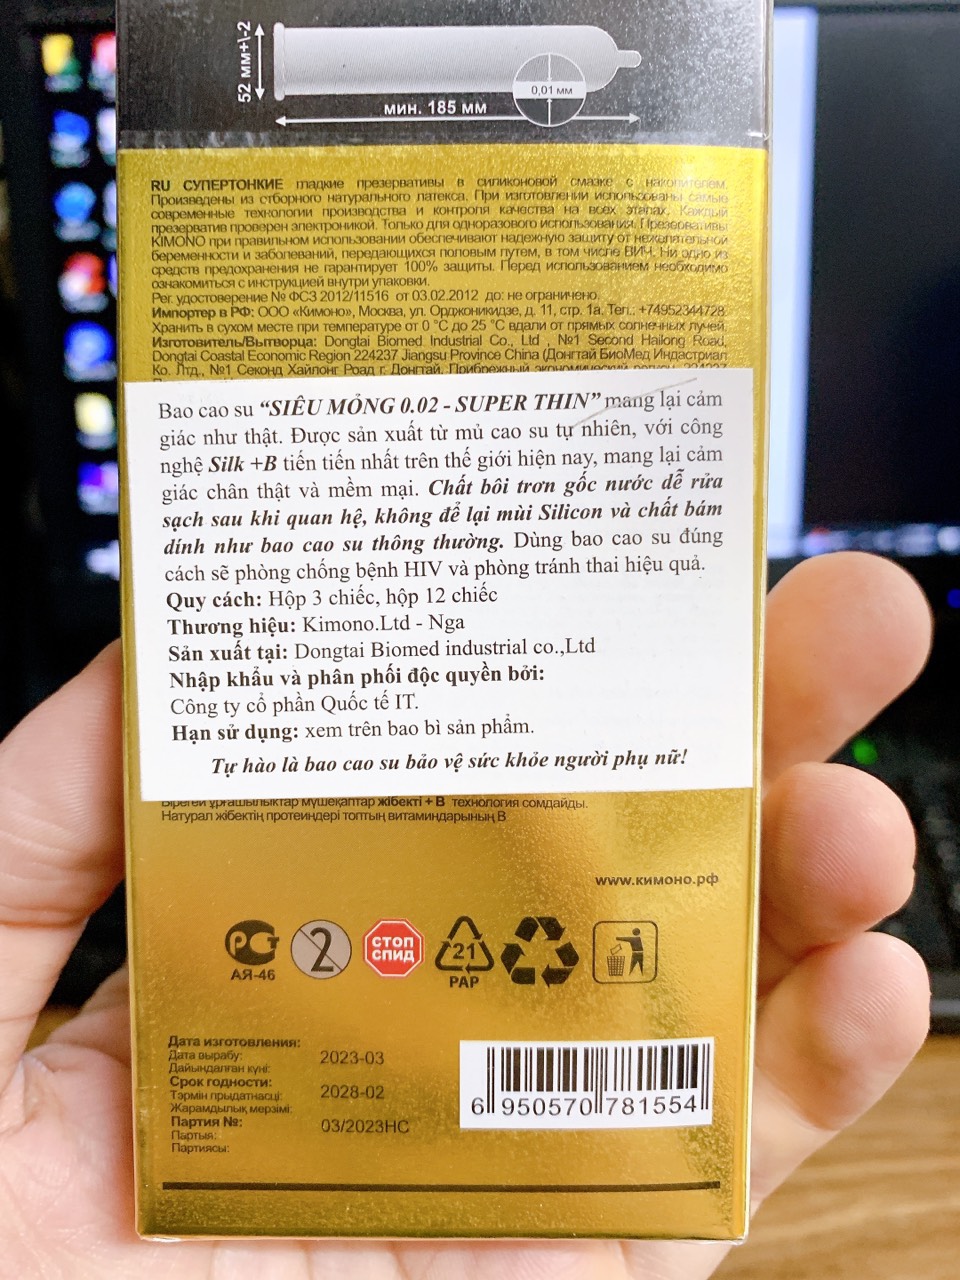 52 мм+\-2
0,01 мм
мин. 185 мм
RU СУПЕРТОНКИЕ гладкие презервативы в силиконовой смазке с накопителем.
Произведены из отборного натурального латекса. При изготовлении использованы самые
современные технологии производства и контроля качества на всех этапах. Каждый
презерватив проверен электроникой. Только для одноразового использования. Презервативы
KIMONO при правильном использовании обеспечивают надежную защиту от нежелательной
беременности и заболеваний, передающихся половым путем, в том числе ВИЧ. Ни одно из
средств предохранения не гарантирует 100% защиты. Перед использованием необходимо
ознакомиться с инструкцией внутри упаковки.
Рег. удостоверение № ФСЗ 2012/11516 от 03.02.2012 до: не ограничено.
Импортер в РФ: ООО «Кимоно», Москва, ул. Орджоникидзе, д. 11, стр. 1а. Тел.: +74952344728.
Хранить в сухом месте при температуре от 0 °С до 25 °С вдали от прямых солнечных лучей.
Изготовитель/Вытворца: Dongtai Biomed Industrial Co., Ltd , №1 Second Hailong Road,
Dongtai Coastal Economic Region 224237 Jiangsu Province China (Донгтай БиоМед Индастриал
Ко. Лтд., №1 Секонд Хайлонг Роад г. Донгтай. Прибрежный экономический регион, 224237
Bao cao su “SIÊU MỎNG 0.02 - SUPER THIN” mang lại cảm
giác như thật. Được sản xuất từ mủ cao su tự nhiên, với công
nghệ Silk +B tiến tiến nhất trên thế giới hiện nay, mang lại cảm
giác chân thật và mềm mại. Chất bôi trơn gốc nước dễ rửa
sạch sau khi quan hệ, không để lại mùi Silicon và chất bám
dính như bao cao su thông thường. Dùng bao cao su đúng
cách sẽ phòng chống bệnh HIV và phòng tránh thai hiệu quả.
Quy cách: Hộp 3 chiếc, hộp 12 chiếc
Thương hiệu: Kimono.Ltd - Nga
Sản xuất tại: Dongtai Biomed industrial co.,Ltd
Nhập khẩu và phân phối độc quyền bởi:
Công ty cổ phần Quốc tế IT.
Hạn sử dụng: xem trên bao bì sản phẩm.
Tự hào là bao cao su bảo vệ sức khỏe người phụ nữ!
Бірегей ұрғашылықтар мүшеқаптар жібекті + В технология сомдайды.
Натурал жібектің протеиндері топтың витаминдарының В
www.кимоно.рф
РСТ
АЯ-46
2
СТОП
СПИД
21
PAP
Дата изготовления:
Дата вырабу:
Дайындалған күні:
2023-03
Срок годности:
Тэрмін прыдатнасці:
Жарамдылық мерзімі:
2028-02
Партия №:
Партыя:
Партиясы:
03/2023HC
6 950570 781554